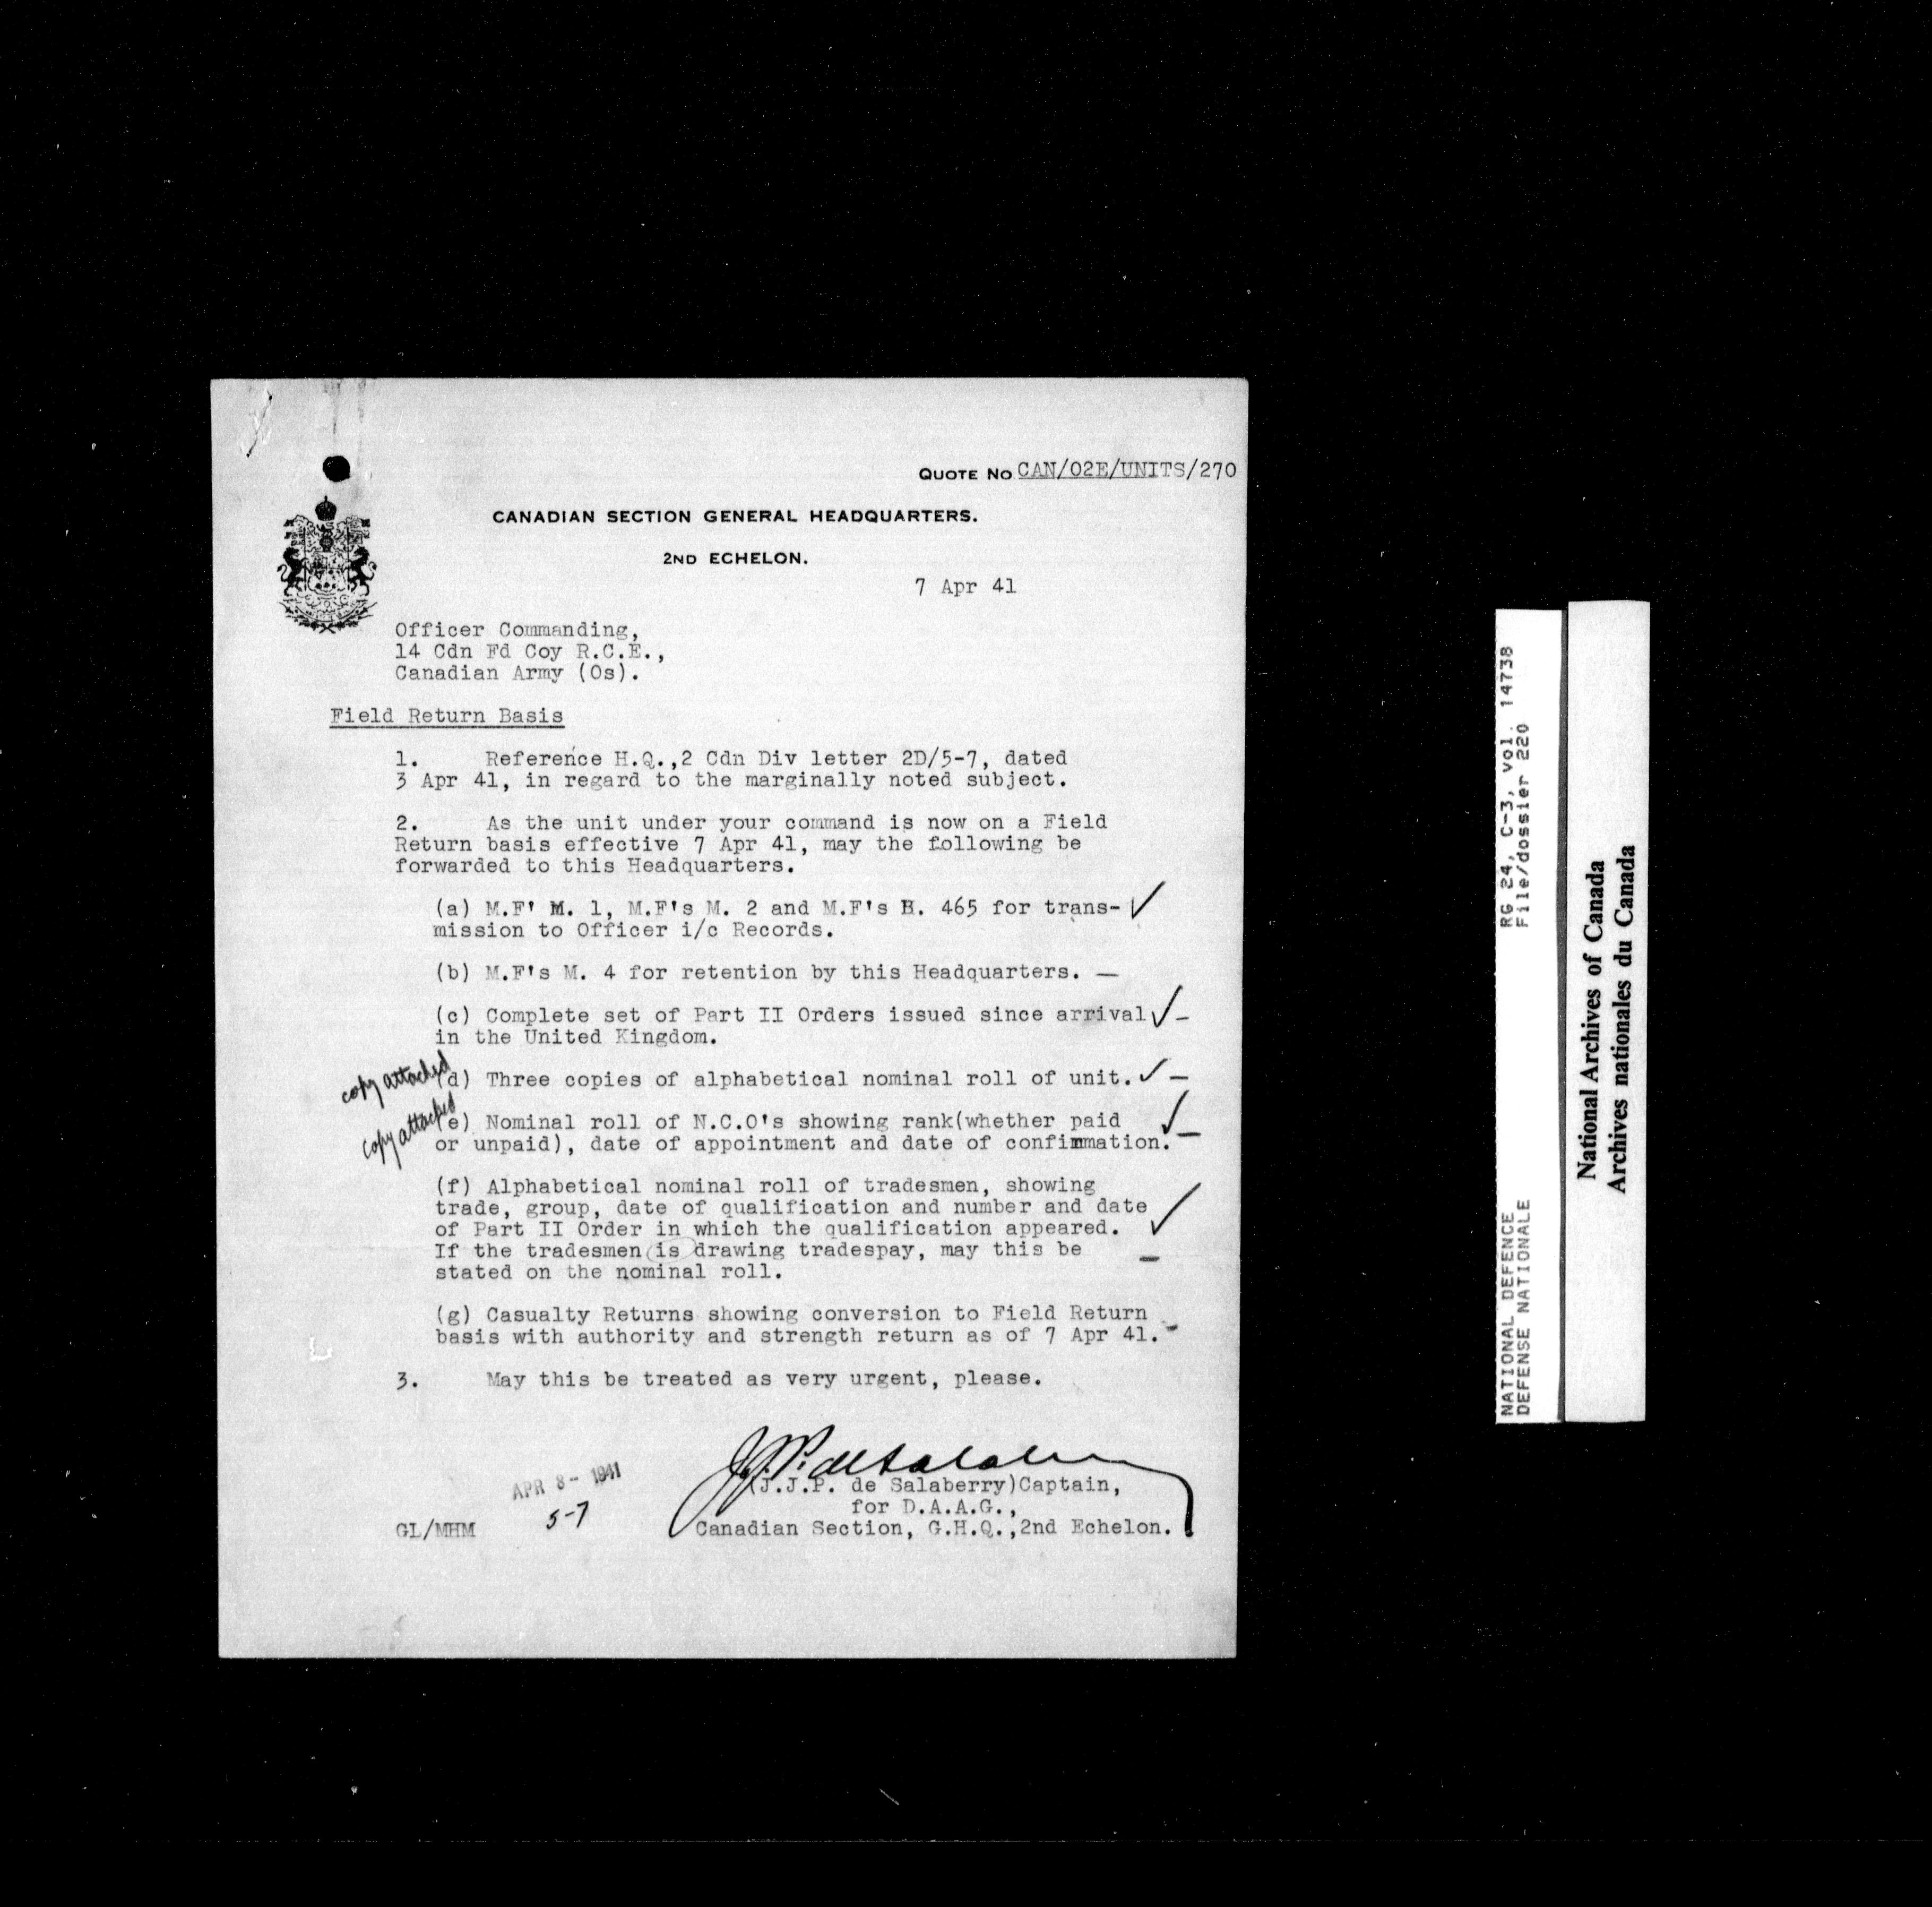 QUOTE NO CAN/02E/UNITS/270
CANADIAN SECTION GENERAL HEADQUARTERS.
2ND ECHELON.
7 Apr 41
Officer Commanding,
14 Cdn Fd Coy R.C.E.,
Canadian Army (Os).
Field Return Basis
1. Reference H.Q.,2 Cdn Div letter 2D/5-7, dated
3 Apr 41, in regard to the marginally noted subject.
2. As the unit under your command is now on a Field
Return basis effective 7 Apr 41, may the following be
forwarded to this Headquarters.
(a) M.F' M. 1, M.F's M. 2 and M.F's B. 465 for trans- ✓
mission to Officer i/c Records.
(b) M.F's M. 4 for retention by this Headquarters. —
(c) Complete set of Part II Orders issued since arrival ✓ —
in the United Kingdom.
copy attached
(d) Three copies of alphabetical nominal roll of unit. ✓ —
copy attached
(e) Nominal roll of N.C.O's showing rank(whether paid ✓
or unpaid), date of appointment and date of confimmation. —
(f) Alphabetical nominal roll of tradesmen, showing
trade, group, date of qualification and number and date
of Part II Order in which the qualification appeared. ✓
If the tradesmen is drawing tradespay, may this be —
stated on the nominal roll.
(g) Casualty Returns showing conversion to Field Return
basis with authority and strength return as of 7 Apr 41. -
3. May this be treated as very urgent, please.
J.J.P. de Salaberry
(J.J.P. de Salaberry)Captain,
for D.A.A.G.,
Canadian Section, G.H.Q.,2nd Echelon.
APR 8- 1941
5-7
GL/MHM
NATIONAL DEFENCE RG 24, C-3, vol. 14738
DEFENSE NATIONALE File/dossier 220
National Archives of Canada
Archives nationales du Canada